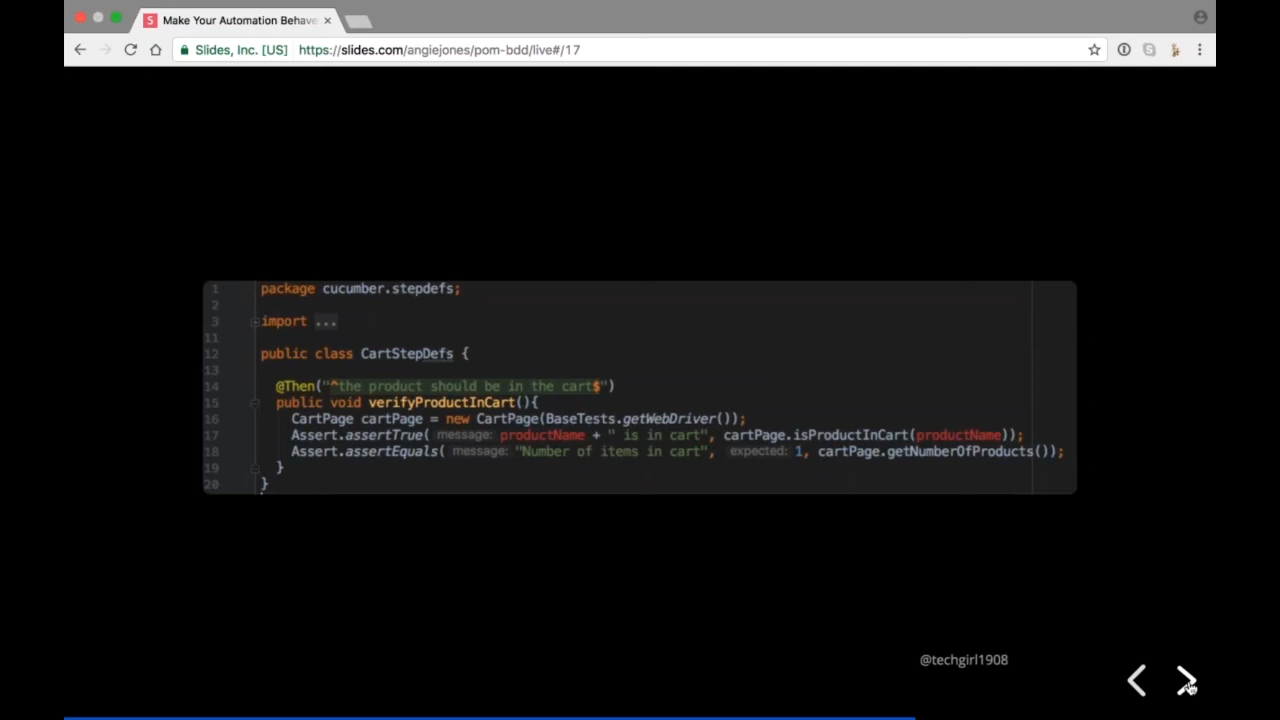 Make Your Automation Behave
Slides, Inc. [US] https://slides.com/angiejones/pom-bdd/live#/17
1 package cucumber.stepdefs;
2
3 import ...
11
12 public class CartStepDefs {
13
14 @Then("^the product should be in the cart$")
15 public void verifyProductInCart(){
16 CartPage cartPage = new CartPage(BaseTests.getWebDriver());
17 Assert.assertTrue( message: productName + " is in cart", cartPage.isProductInCart(productName));
18 Assert.assertEquals( message: "Number of items in cart", expected: 1, cartPage.getNumberOfProducts());
19 }
20 }
@techgirl1908